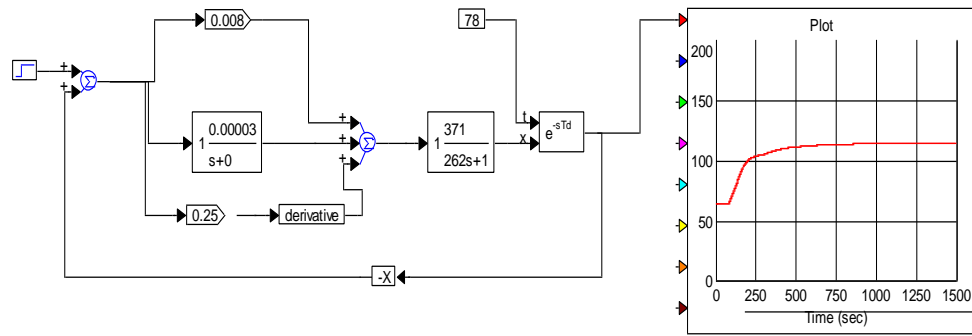 0.008
78
Plot
+
+
Σ
0.00003
1
s+0
+
+
+
Σ
371
1
262s+1
t
x
e^-sTd
0.25
derivative
-X
200
150
100
50
0
0 250 500 750 1000 1250 1500
Time (sec)